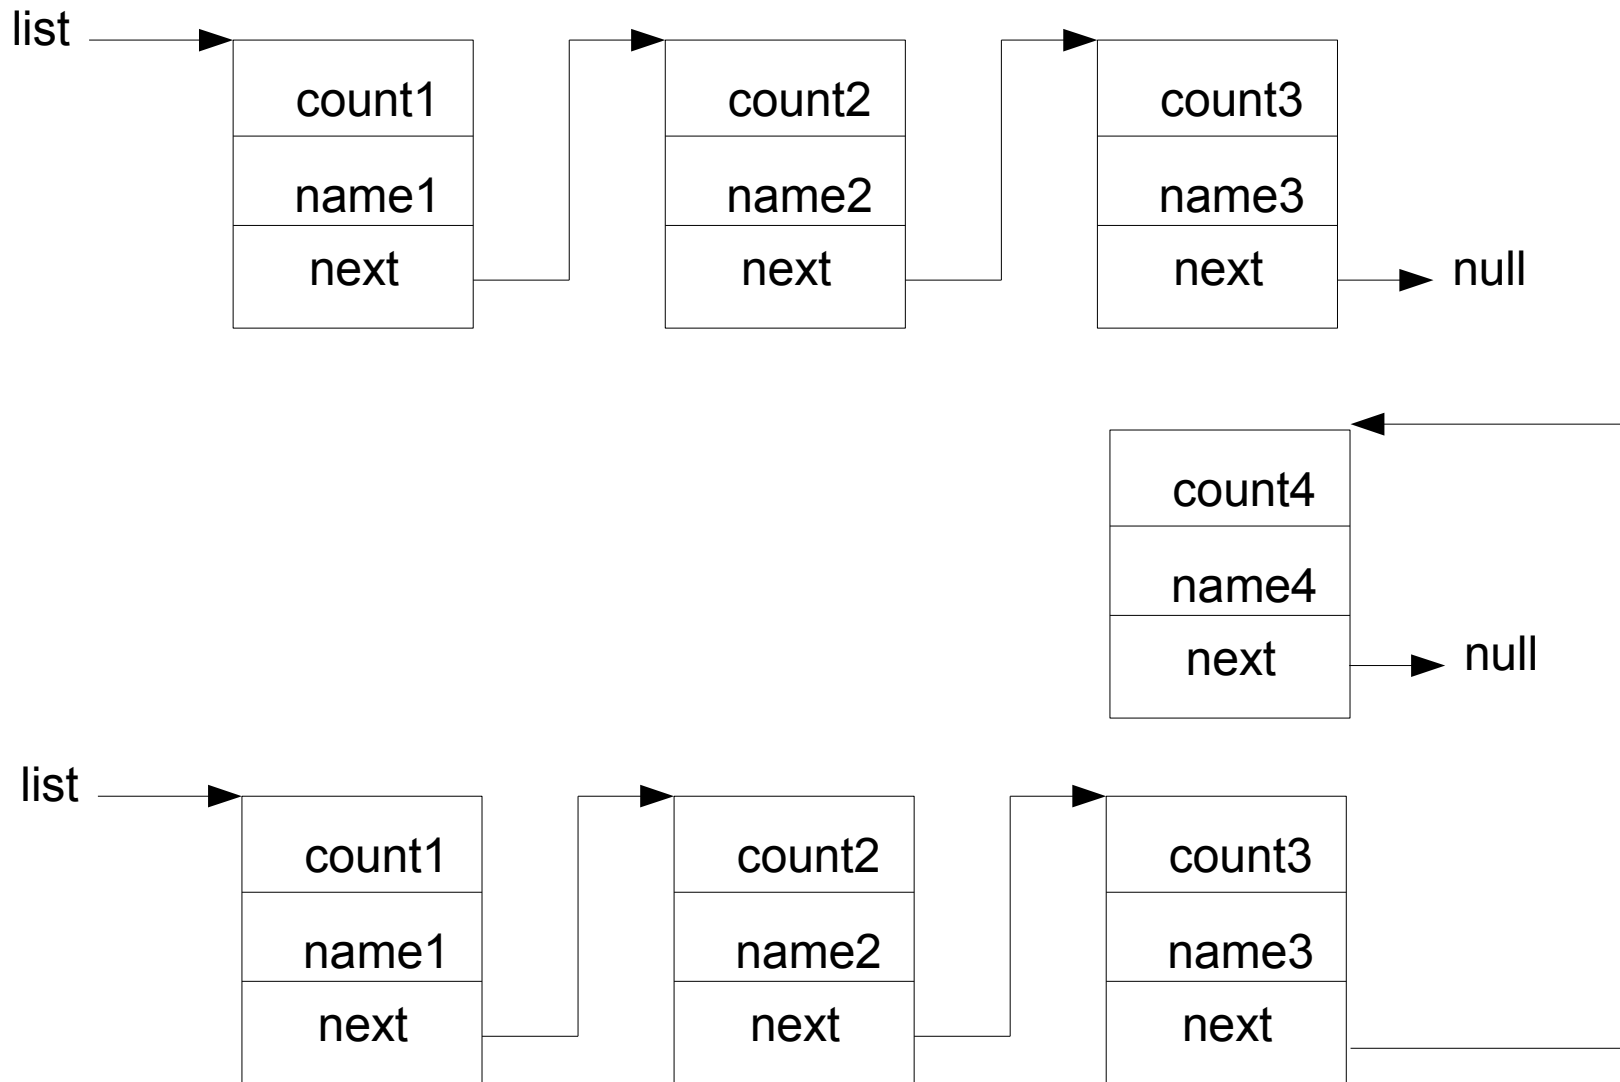 list
count1
name1
next
count2
name2
next
count3
name3
next
null
count4
name4
next
null
list
count1
name1
next
count2
name2
next
count3
name3
next